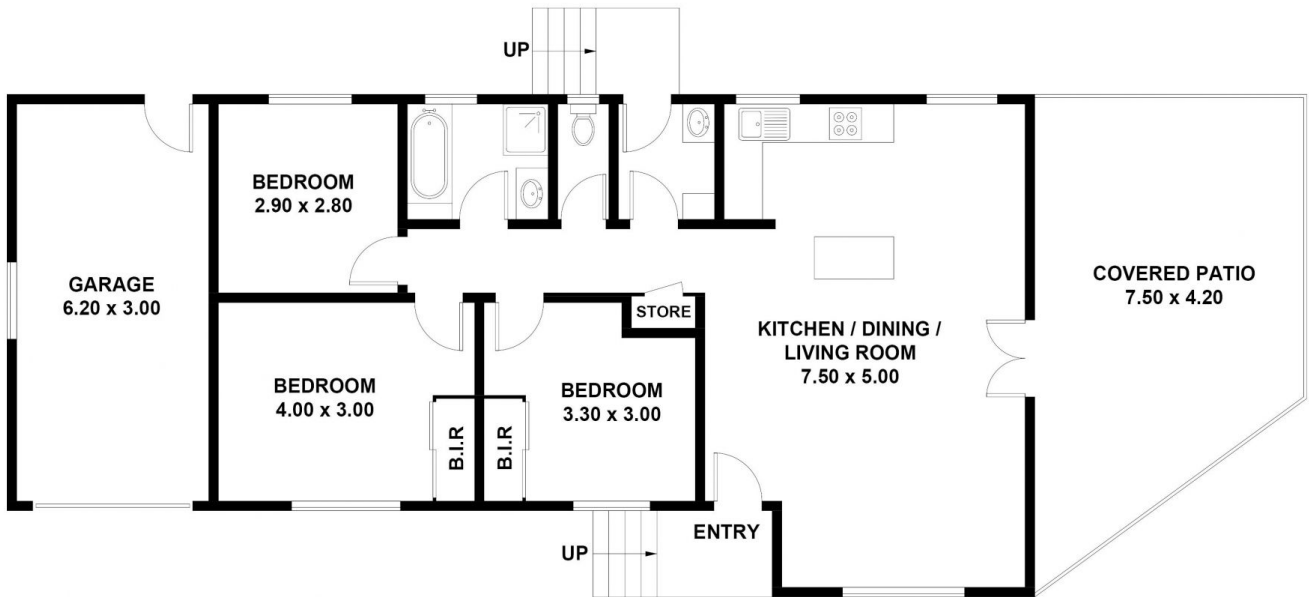 UP
BEDROOM
2.90 x 2.80
GARAGE
6.20 x 3.00
COVERED PATIO
7.50 x 4.20
STORE
KITCHEN / DINING /
LIVING ROOM
7.50 x 5.00
BEDROOM
4.00 x 3.00
B.I.R
B.I.R
BEDROOM
3.30 x 3.00
ENTRY
UP